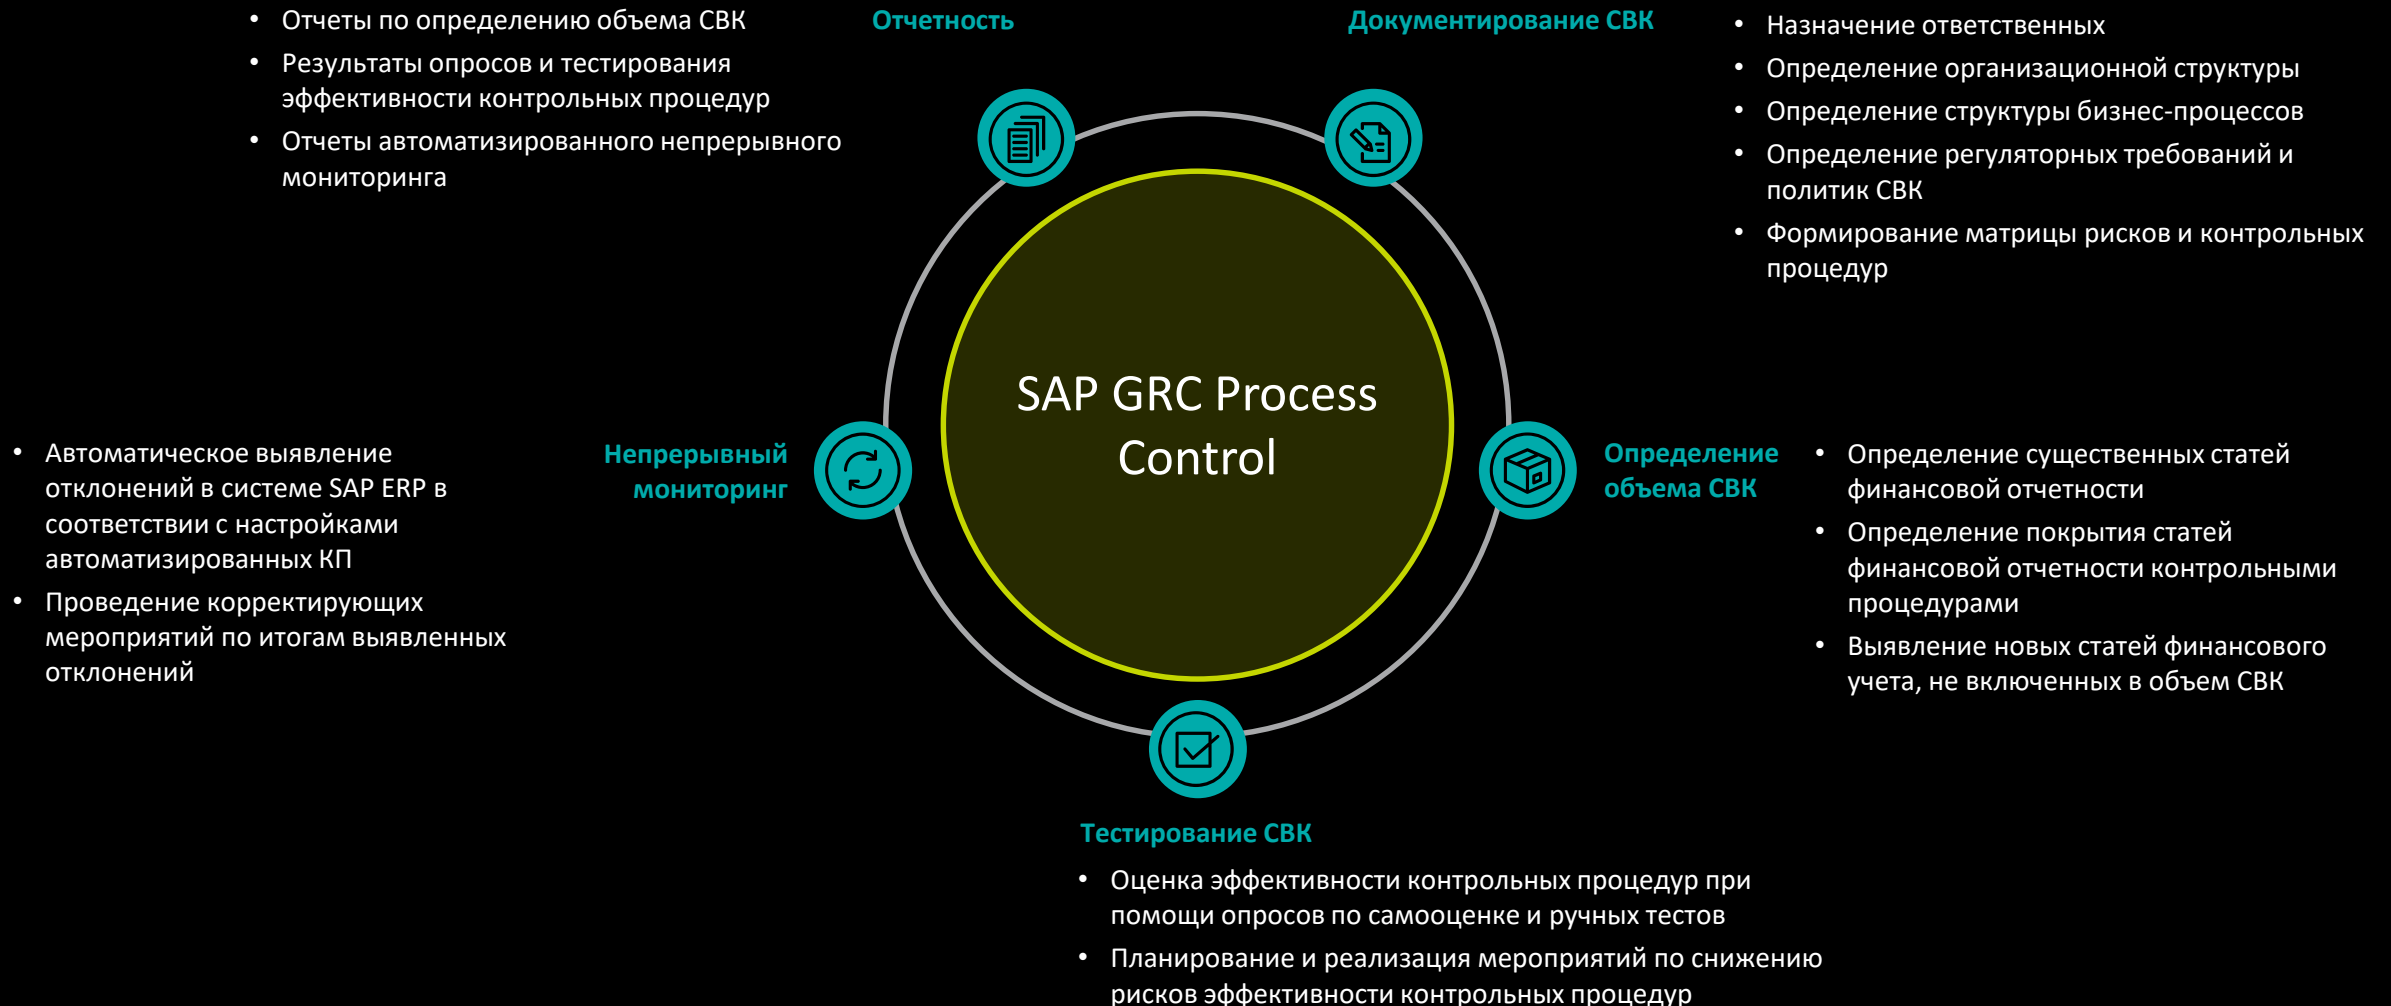 Отчетность
• Отчеты по определению объема СВК
• Результаты опросов и тестирования
эффективности контрольных процедур
• Отчеты автоматизированного непрерывного
мониторинга
Документирование СВК
• Назначение ответственных
• Определение организационной структуры
• Определение структуры бизнес-процессов
• Определение регуляторных требований и
политик СВК
• Формирование матрицы рисков и контрольных
процедур
SAP GRC Process
Control
Непрерывный
мониторинг
• Автоматическое выявление
отклонений в системе SAP ERP в
соответствии с настройками
автоматизированных КП
• Проведение корректирующих
мероприятий по итогам выявленных
отклонений
Определение
объема СВК
• Определение существенных статей
финансовой отчетности
• Определение покрытия статей
финансовой отчетности контрольными
процедурами
• Выявление новых статей финансового
учета, не включенных в объем СВК
Тестирование СВК
• Оценка эффективности контрольных процедур при
помощи опросов по самооценке и ручных тестов
• Планирование и реализация мероприятий по снижению
рисков эффективности контрольных процедур